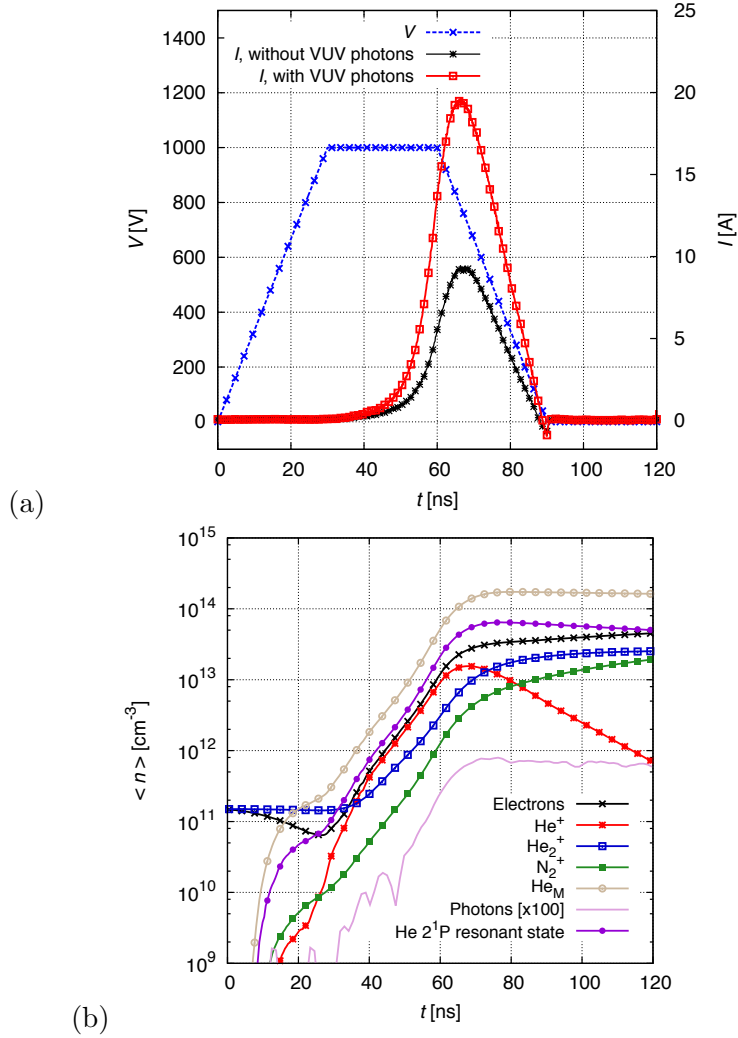 V
I, without VUV photons
I, with VUV photons
1400
1200
1000
800
600
400
200
0
V [V]
25
20
15
10
5
0
I [A]
0 20 40 60 80 100 120
t [ns]
(a)
10^15
10^14
10^13
10^12
10^11
10^10
10^9
< n > [cm^-3]
Electrons
He^+
He_2^+
N_2^+
He_M
Photons [x100]
He 2^1P resonant state
0 20 40 60 80 100 120
t [ns]
(b)